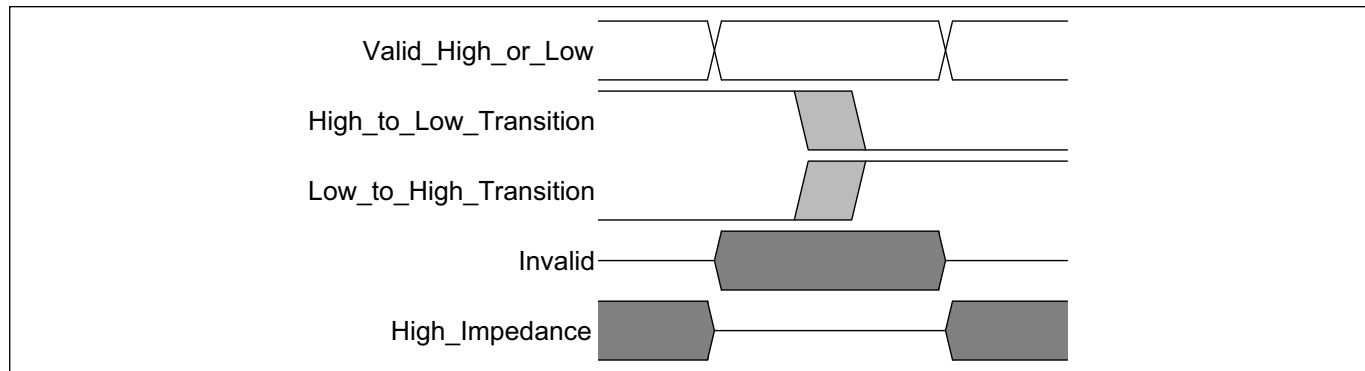 Valid_High_or_Low
High_to_Low_Transition
Low_to_High_Transition
Invalid
High_Impedance